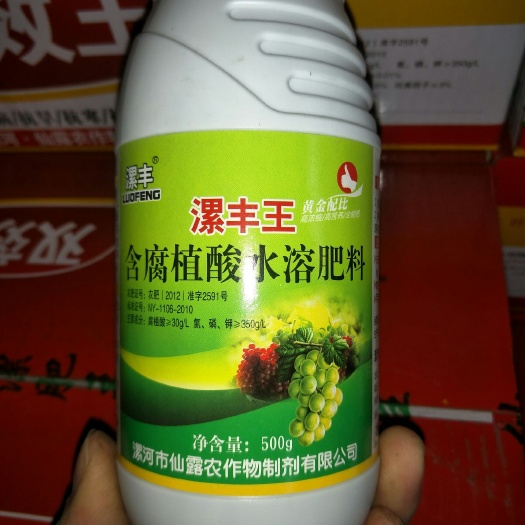 漯丰®
LUOFENG
漯丰王
黄金配比
含腐植酸水溶肥料
农肥(2012)准字2591号
NY-1106-2010
腐植酸≥30g/L 氮、磷、钾≥350g/L
净含量：500g
漯河市仙露农作物制剂有限公司
双效